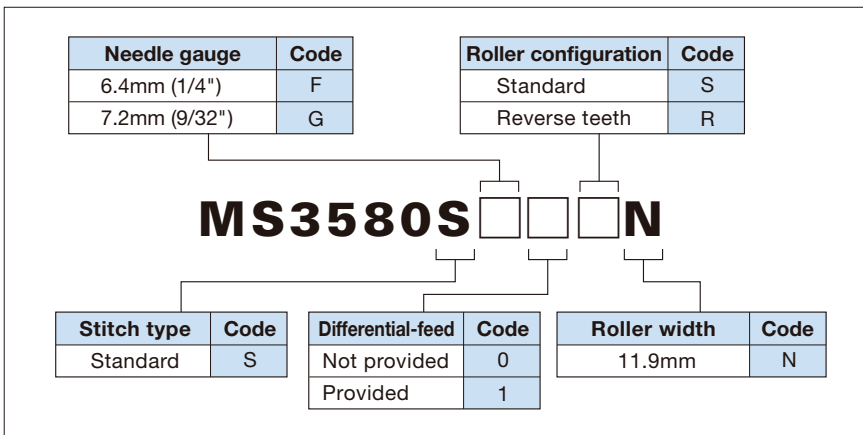 Needle gauge Code
6.4mm (1/4") F
7.2mm (9/32") G
Roller configuration Code
Standard S
Reverse teeth R
MS3580S□□□N
Stitch type Code
Standard S
Differential-feed Code
Not provided 0
Provided 1
Roller width Code
11.9mm N